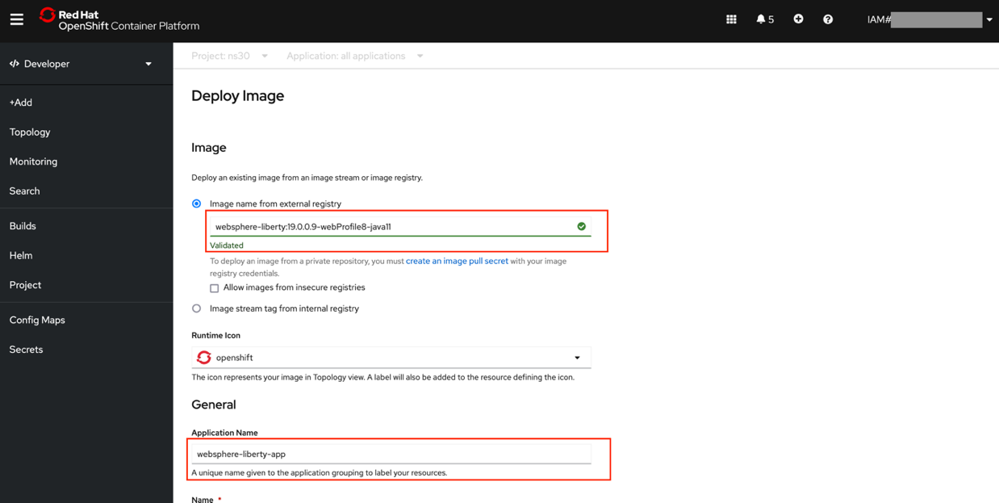 Red Hat
OpenShift Container Platform
5
IAM#
Developer
Project: ns30
Application: all applications
+Add
Topology
Monitoring
Search
Builds
Helm
Project
Config Maps
Secrets
Deploy Image
Image
Deploy an existing image from an image stream or image registry.
Image name from external registry
websphere-liberty:19.0.0.9-webProfile8-java11
Validated
To deploy an image from a private repository, you must create an image pull secret with your image
registry credentials.
Allow images from insecure registries
Image stream tag from internal registry
Runtime Icon
openshift
The icon represents your image in Topology view. A label will also be added to the resource defining the icon.
General
Application Name
websphere-liberty-app
A unique name given to the application grouping to label your resources.
Name *